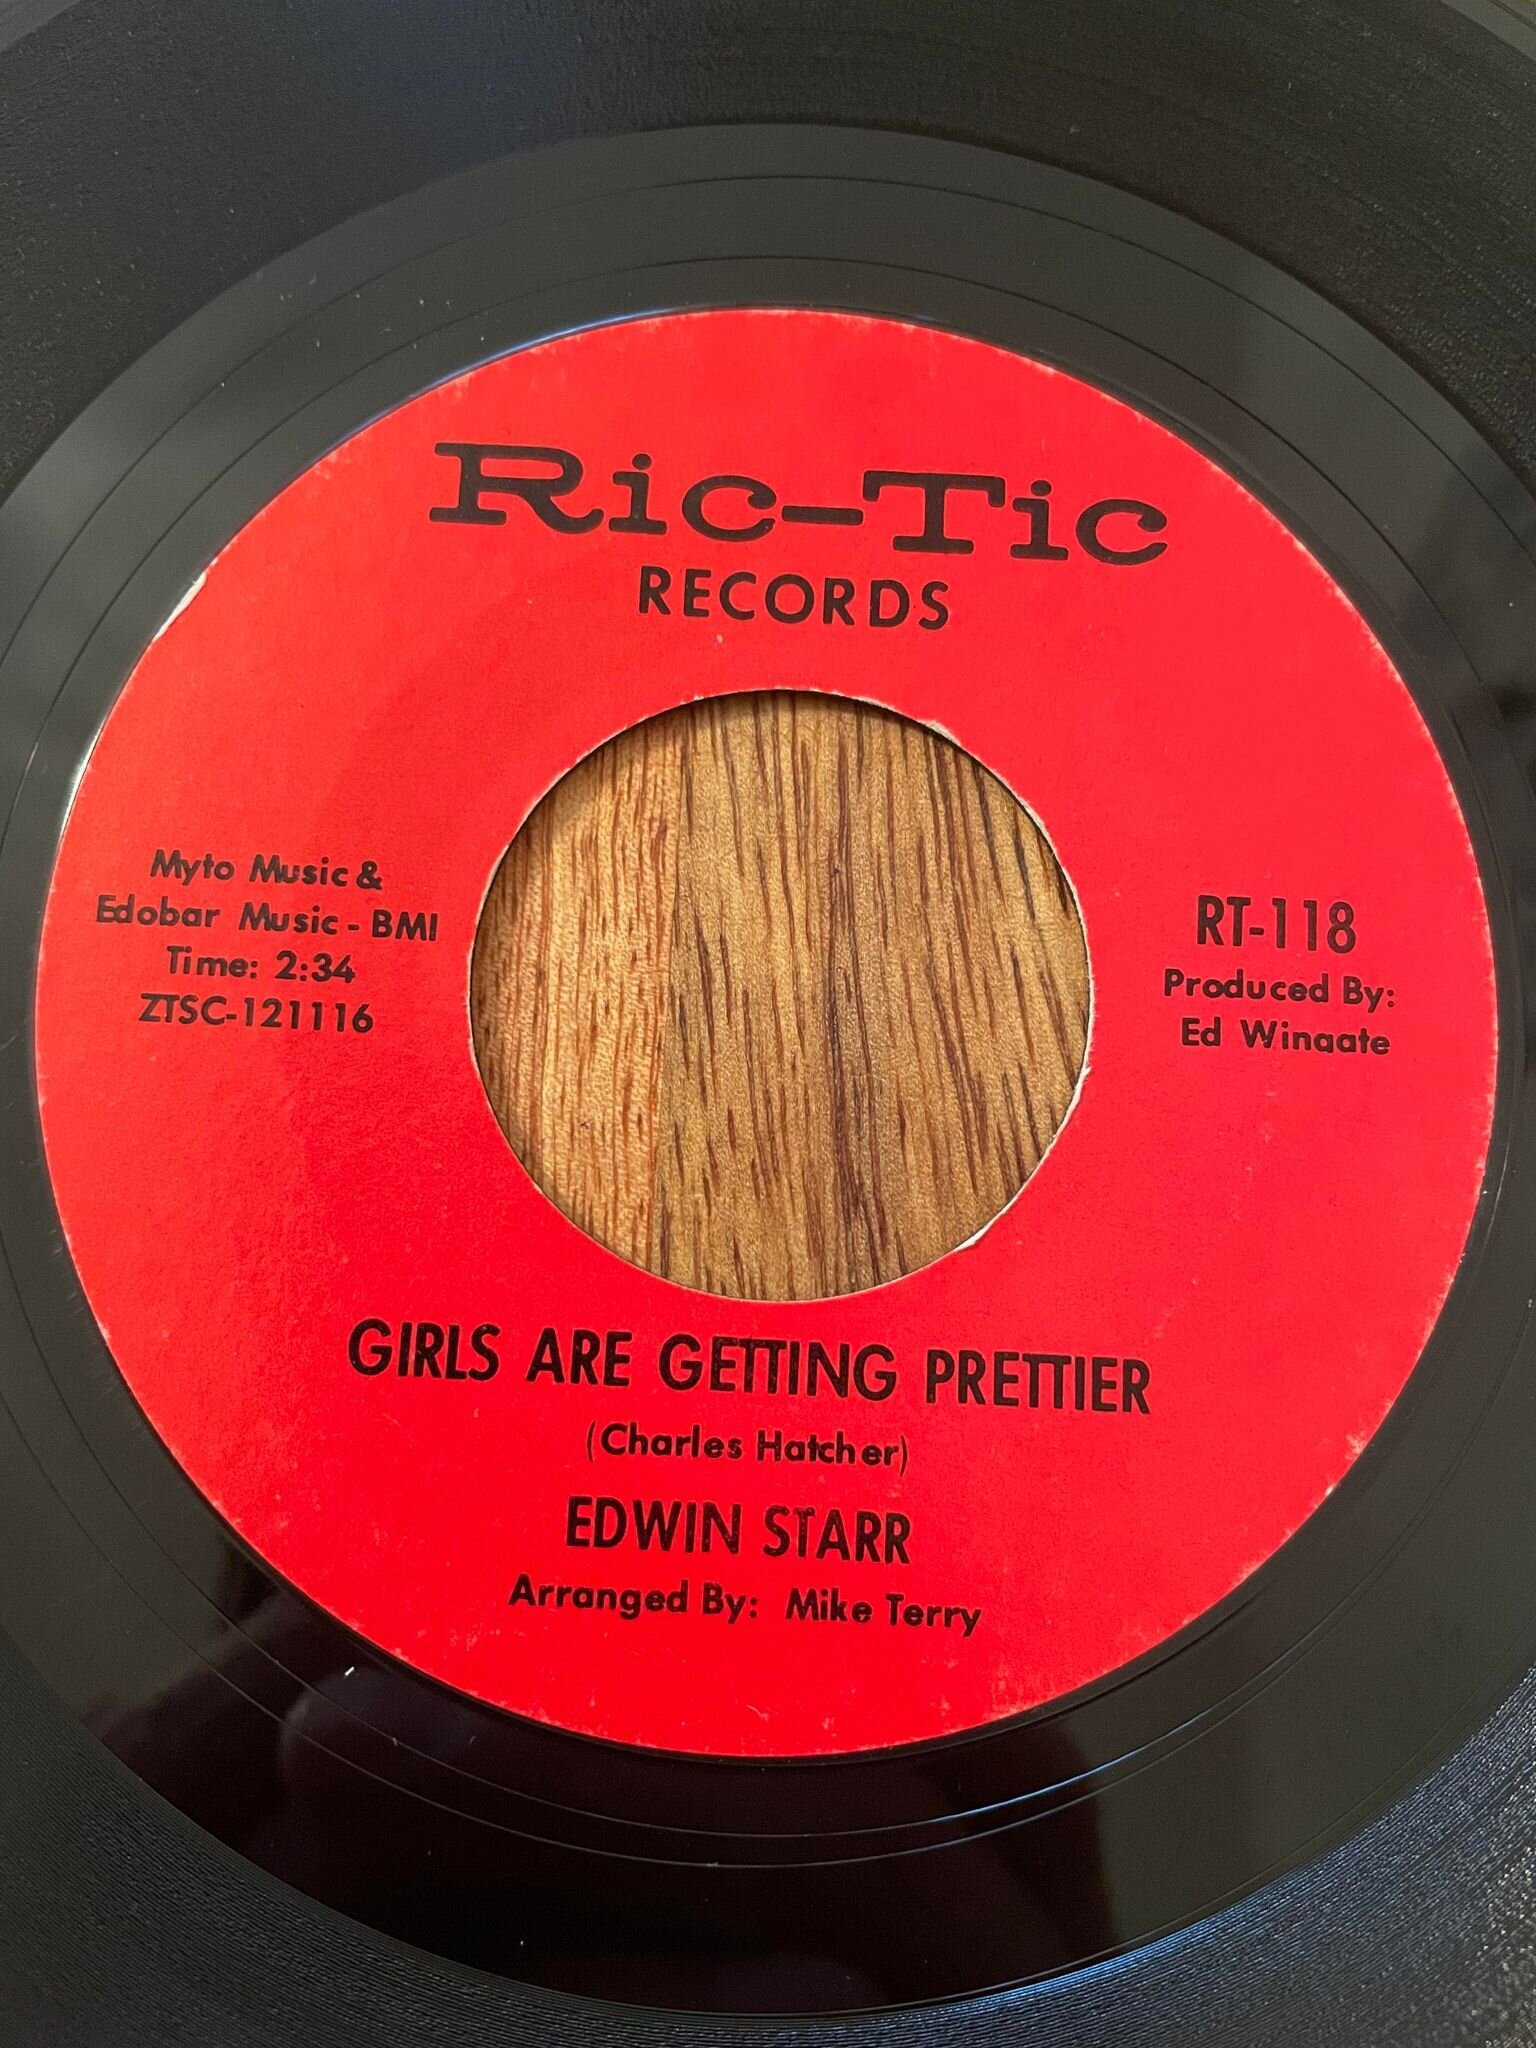 Ric-Tic
RECORDS
Myto Music &
Edobar Music - BMI
Time: 2:34
ZTSC-121116
RT-118
Produced By:
Ed Wingate
GIRLS ARE GETTING PRETTIER
(Charles Hatcher)
EDWIN STARR
Arranged By: Mike Terry